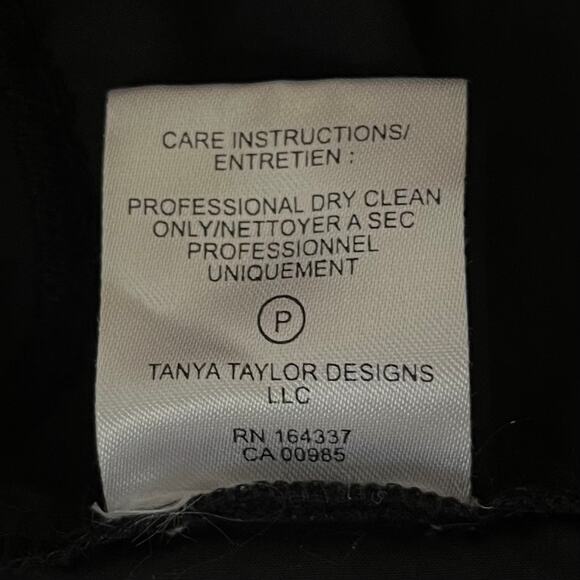 CARE INSTRUCTIONS/
ENTRETIEN :
PROFESSIONAL DRY CLEAN
ONLY/NETTOYER A SEC
PROFESSIONNEL
UNIQUEMENT
P
TANYA TAYLOR DESIGNS
LLC
RN 164337
CA 00985